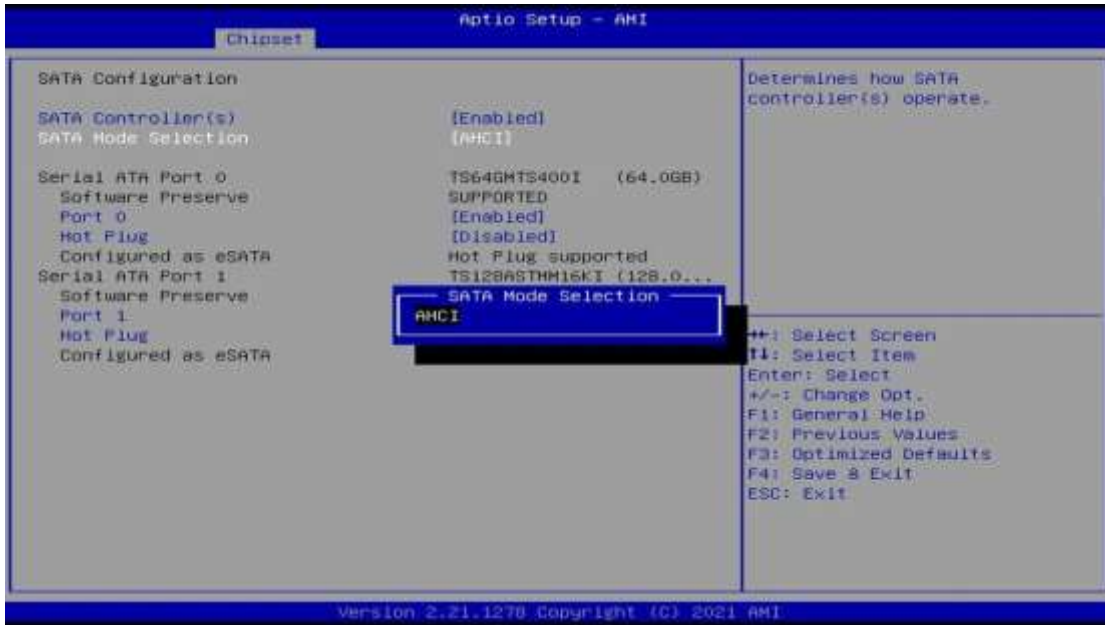 Aptio Setup – AMI
Chipset
SATA Configuration
SATA Controller(s) [Enabled]
SATA Mode Selection [AHCI]
Serial ATA Port 0 TS64GMTS400I (64.0GB)
Software Preserve SUPPORTED
Port 0 [Enabled]
Hot Plug [Disabled]
Configured as eSATA Hot Plug supported
Serial ATA Port 1 (128.0...
Software Preserve
Port 1
Hot Plug
Configured as eSATA
SATA Mode Selection
AHCI
Determines how SATA
controller(s) operate.
→←: Select Screen
↑↓: Select Item
Enter: Select
+/-: Change Opt.
F1: General Help
F2: Previous Values
F3: Optimized Defaults
F4: Save & Exit
ESC: Exit
Version 2.21.1278 Copyright (C) 2021 AMI